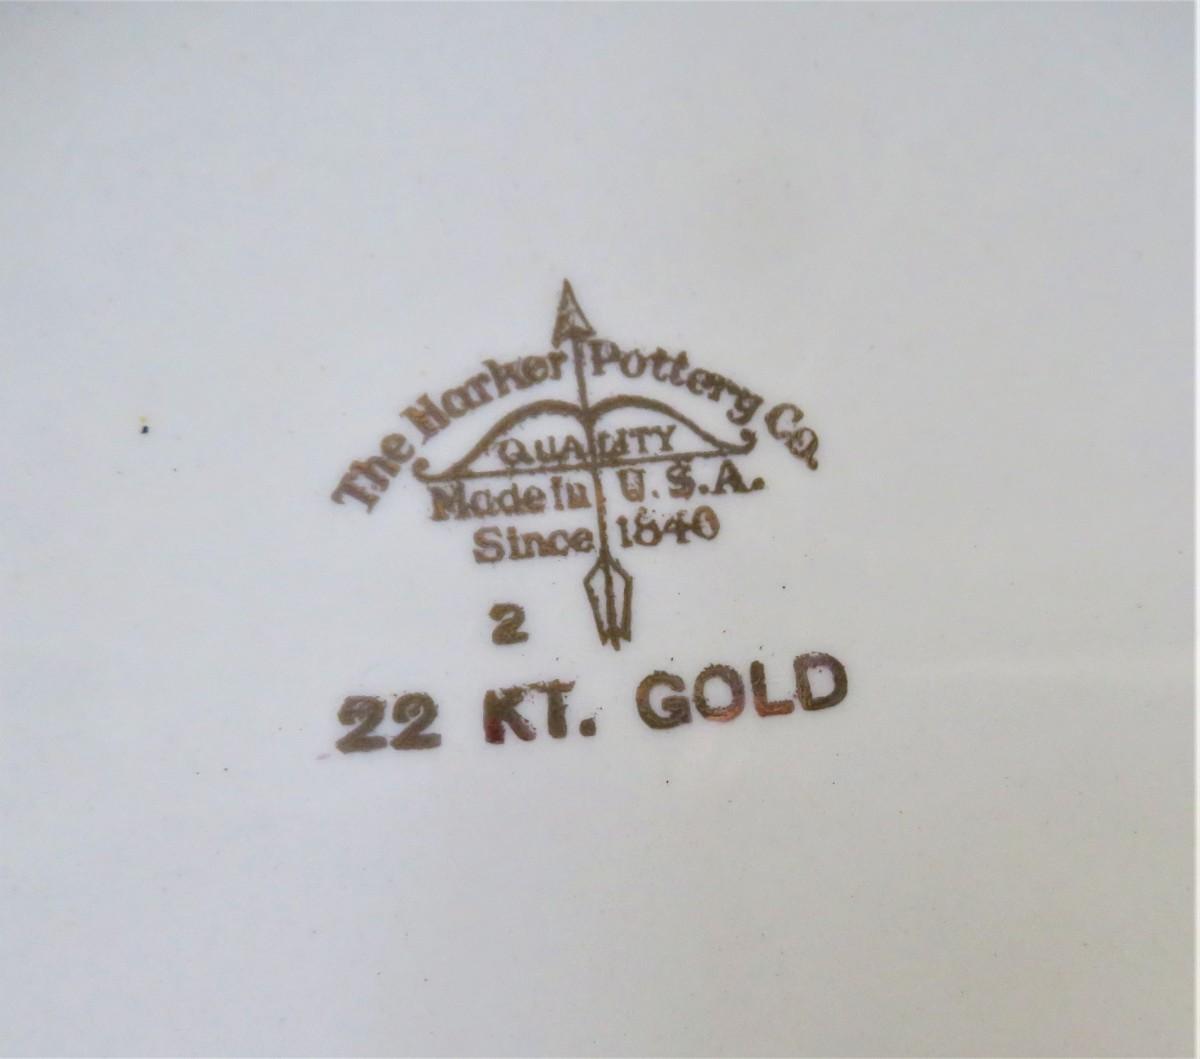 The Harker Pottery Co.
QUALITY
Made In U.S.A.
Since 1840
2
22 KT. GOLD